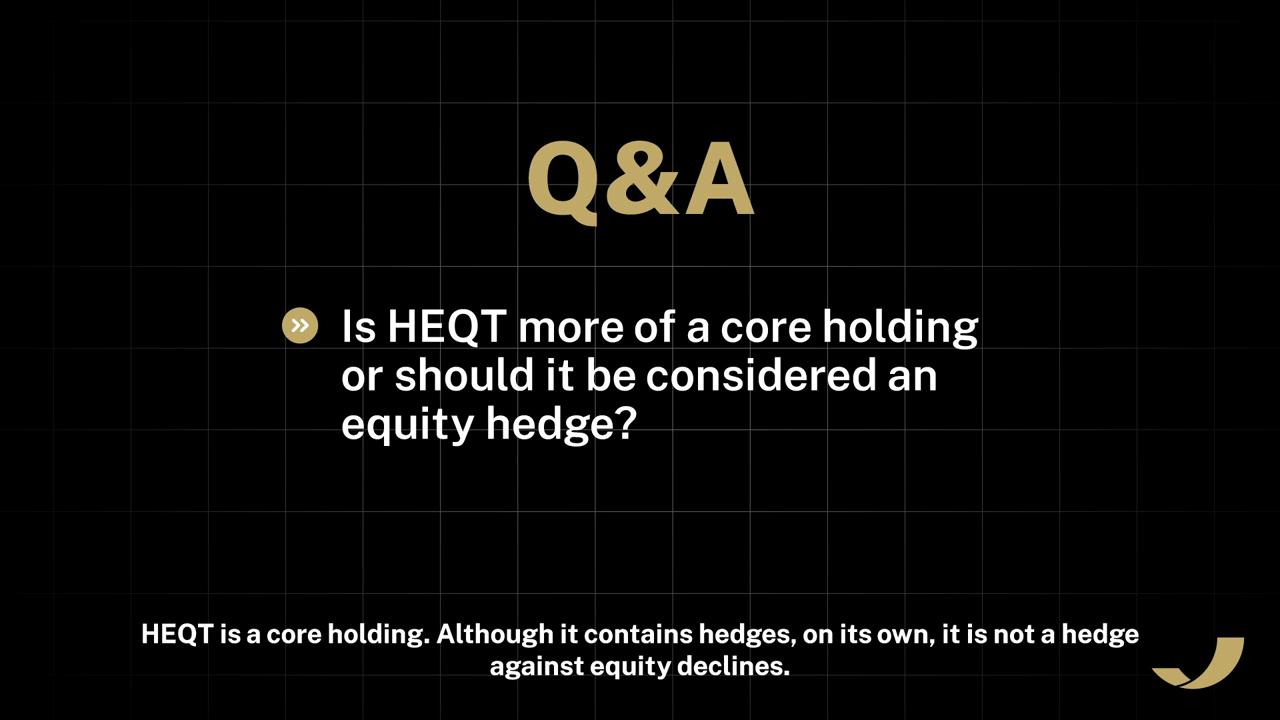 Q&A
Is HEQT more of a core holding
or should it be considered an
equity hedge?
HEQT is a core holding. Although it contains hedges, on its own, it is not a hedge
against equity declines.